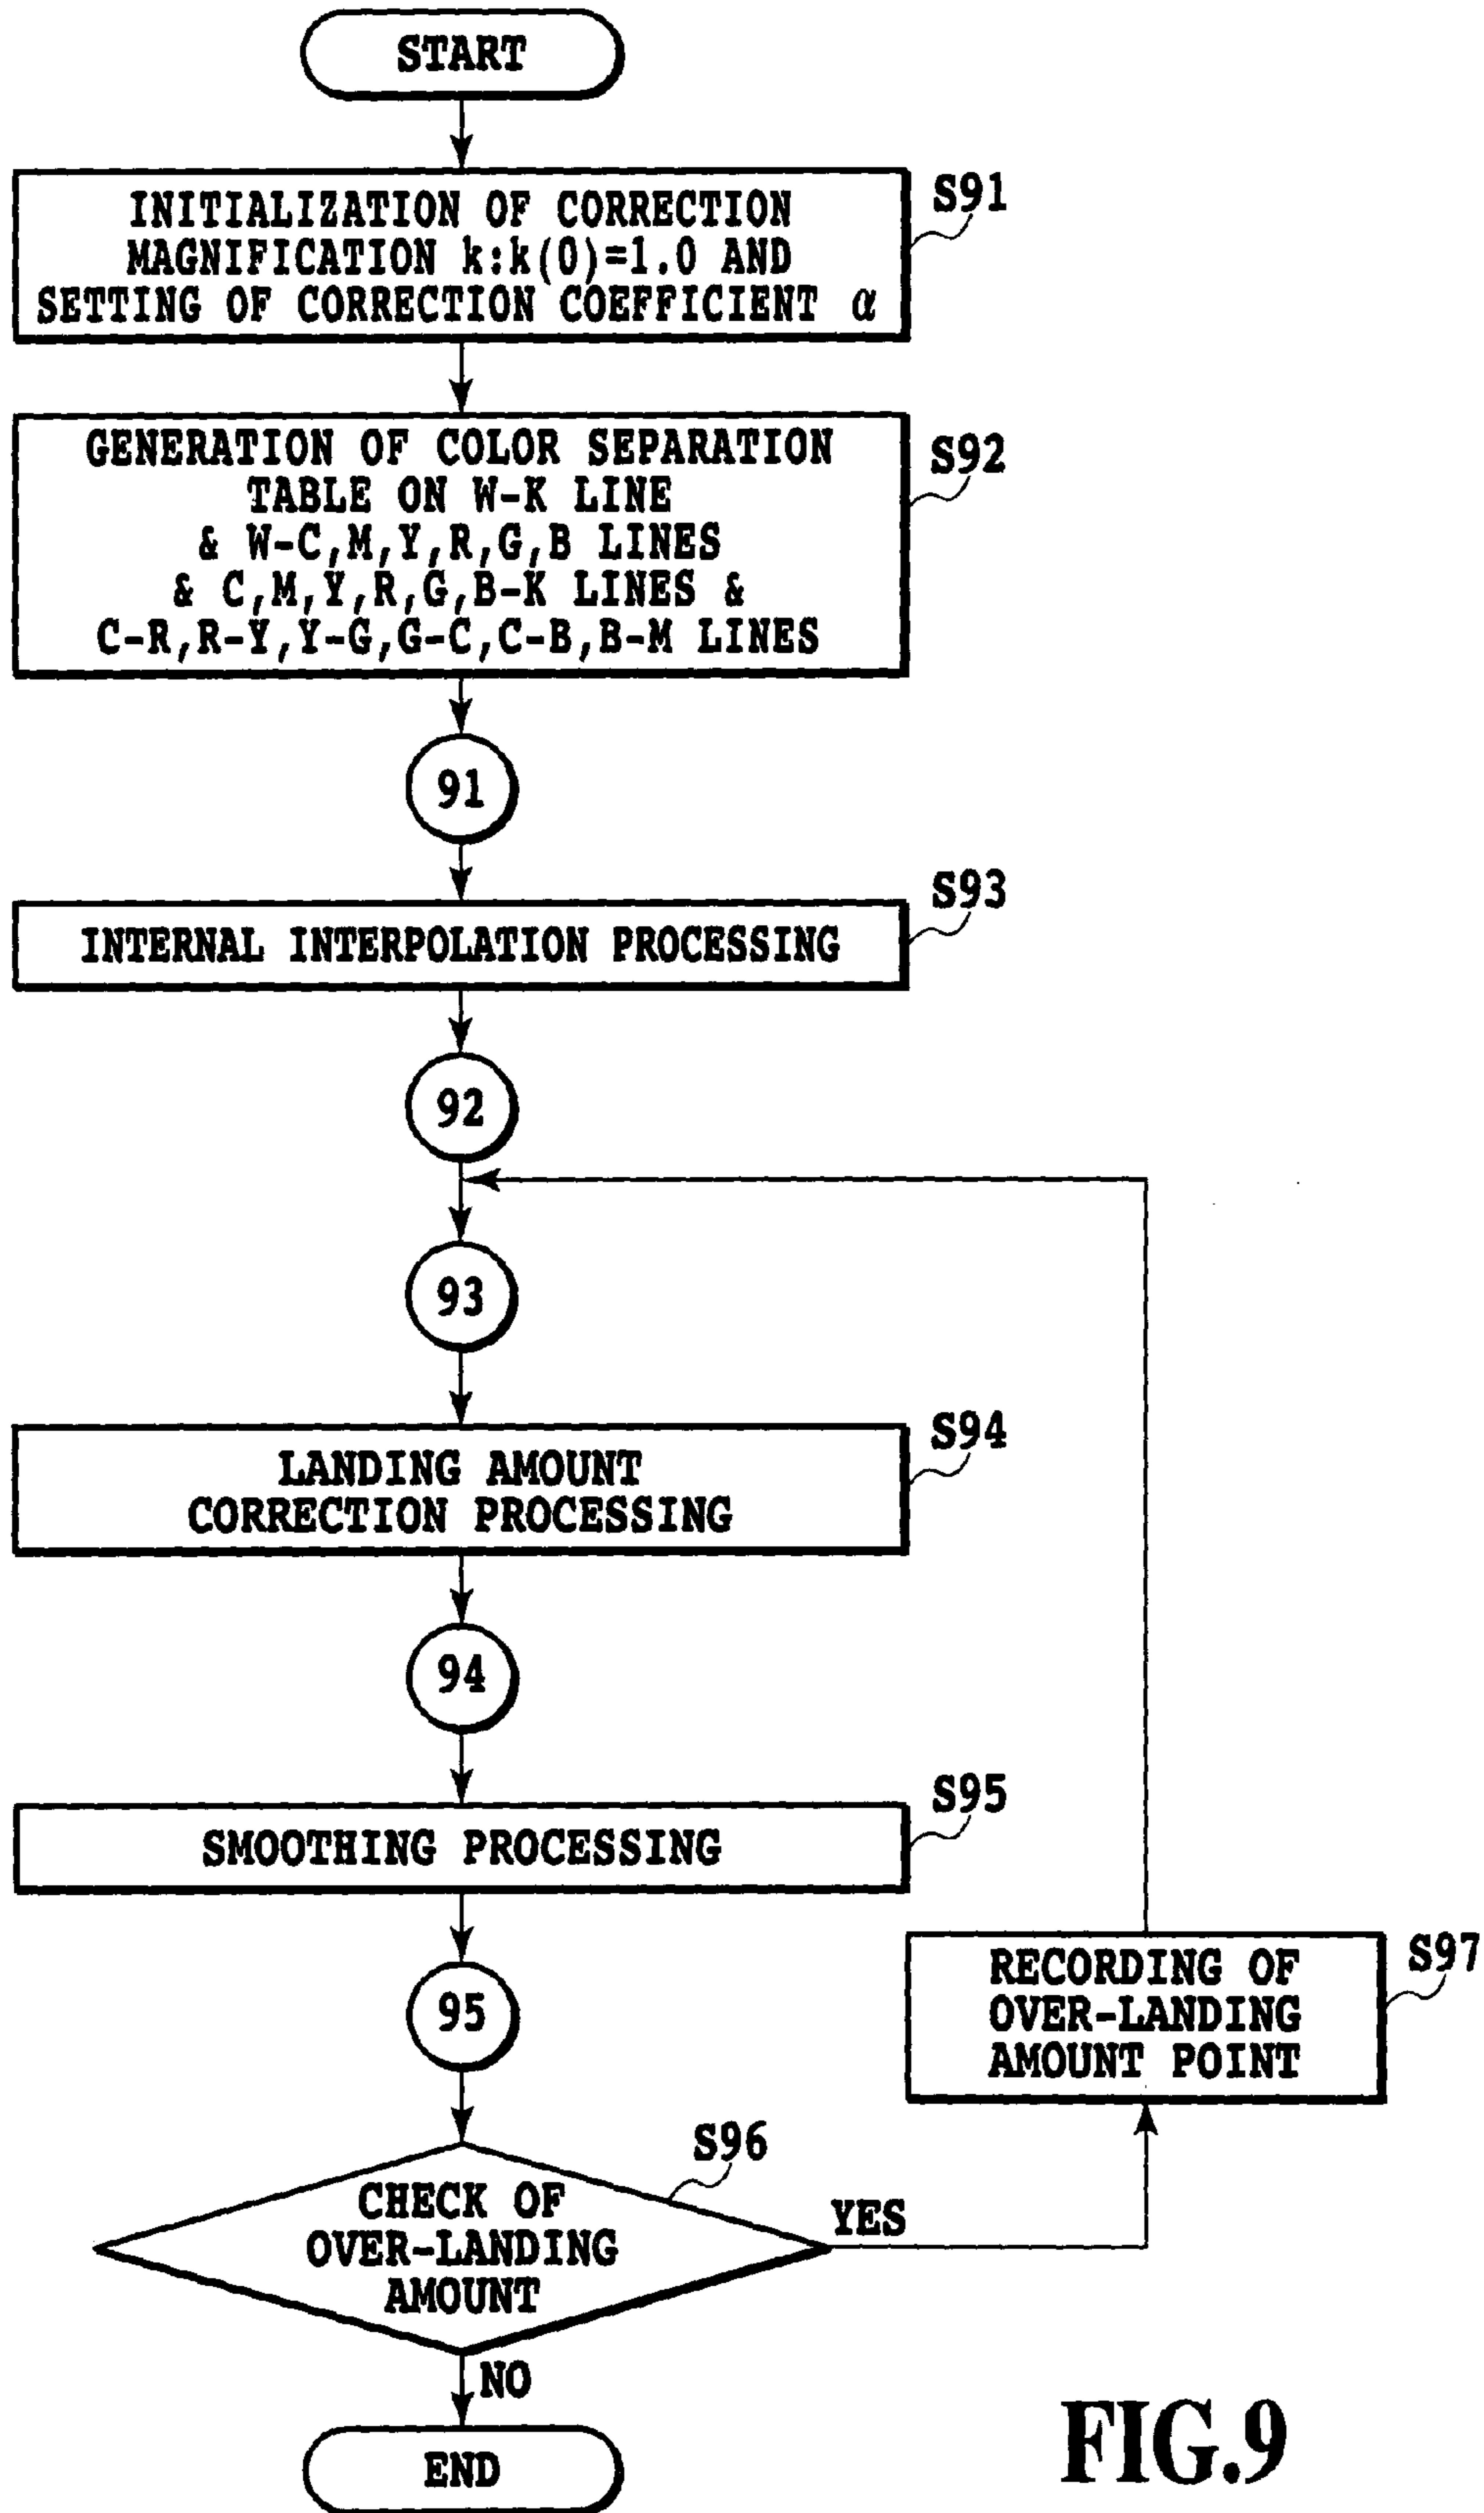 START
INITIALIZATION OF CORRECTION
MAGNIFICATION k:k(0)=1.0 AND
SETTING OF CORRECTION COEFFICIENT α
S91
GENERATION OF COLOR SEPARATION
TABLE ON W-K LINE
& W-C,M,Y,R,G,B LINES
& C,M,Y,R,G,B-K LINES &
C-R,R-Y,Y-G,G-C,C-B,B-M LINES
S92
91
INTERNAL INTERPOLATION PROCESSING
S93
92
93
LANDING AMOUNT
CORRECTION PROCESSING
S94
94
SMOOTHING PROCESSING
S95
95
RECORDING OF
OVER-LANDING
AMOUNT POINT
S97
CHECK OF
OVER-LANDING
AMOUNT
S96
YES
NO
END
FIG.9